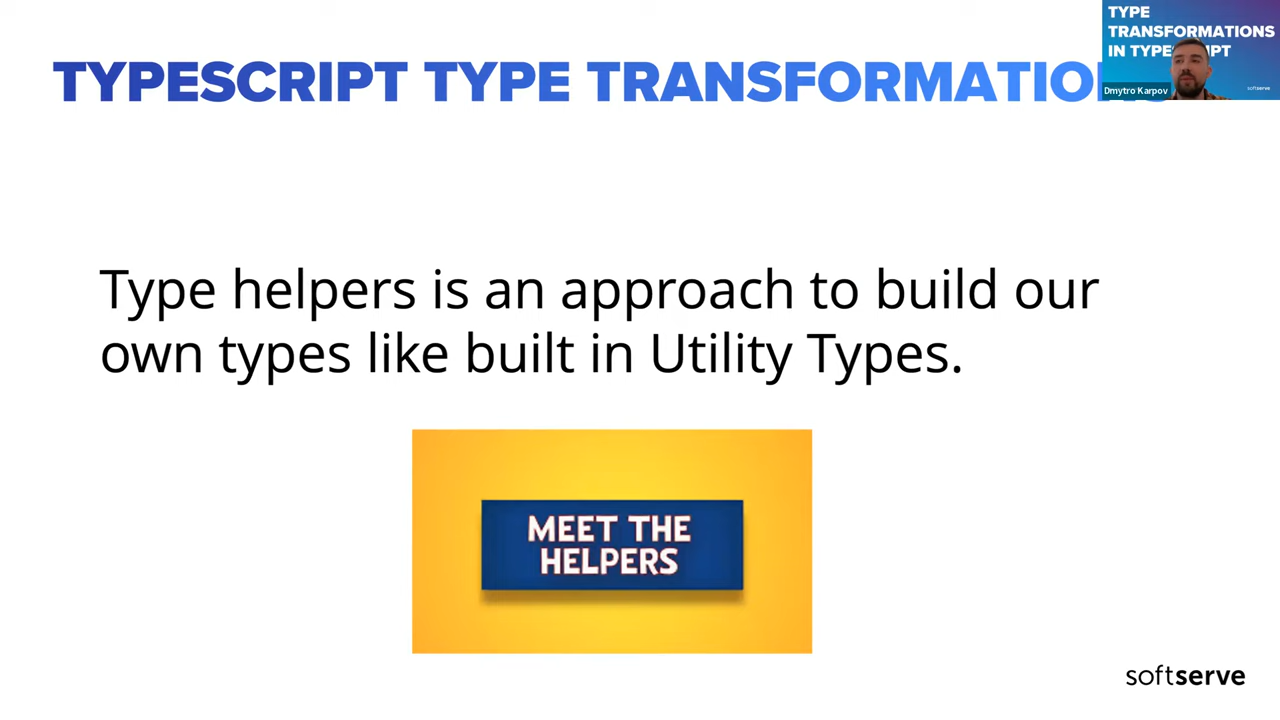 TYPESCRIPT TYPE
TRANSFORMATIO
TYPE
TRANSFORMATIONS
IN
Dmytro Karpov
softserve
Type helpers is an approach to build our
own types like built in Utility Types.
MEET THE
HELPERS
softserve